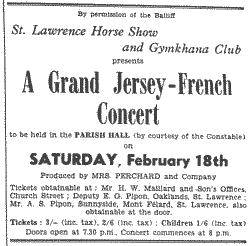 By permission of the Bailiff
St. Lawrence Horse Show
and Gymkhana Club
presents
A Grand Jersey-French
Concert
to be held in the PARISH HALL (by courtesy of the Constable)
on
SATURDAY, February 18th
Produced by MRS. PERCHARD and Company
Tickets obtainable at : Mr. H. W. Maillard and Son's Offices,
Church Street ; Deputy E. G. Pipon, Oaklands, St. Lawrence ;
Mr. A. S. Pipon, Sunnyside, Mont Félard, St. Lawrence, also
obtainable at the door.
Tickets : 3/- (inc. tax), 2/6 (inc. tax) ; Children 1/6 (inc. tax)
Doors open at 7.30 p.m. Concert commences at 8 p.m.